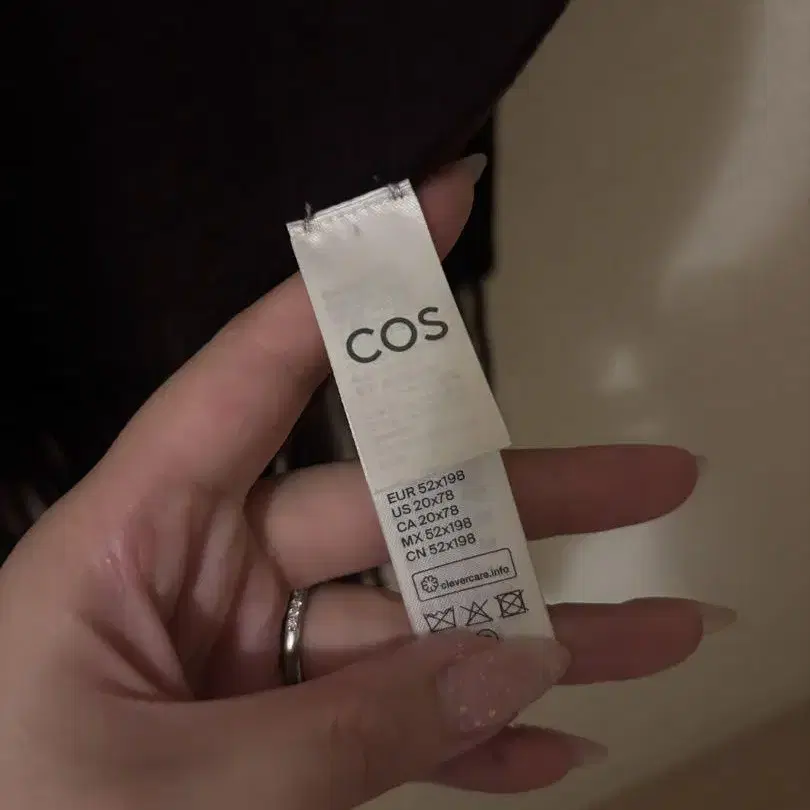 COS
EUR 52x198
US 20x78
CA 20x78
MX 52x198
CN 52x198
clevercare.info